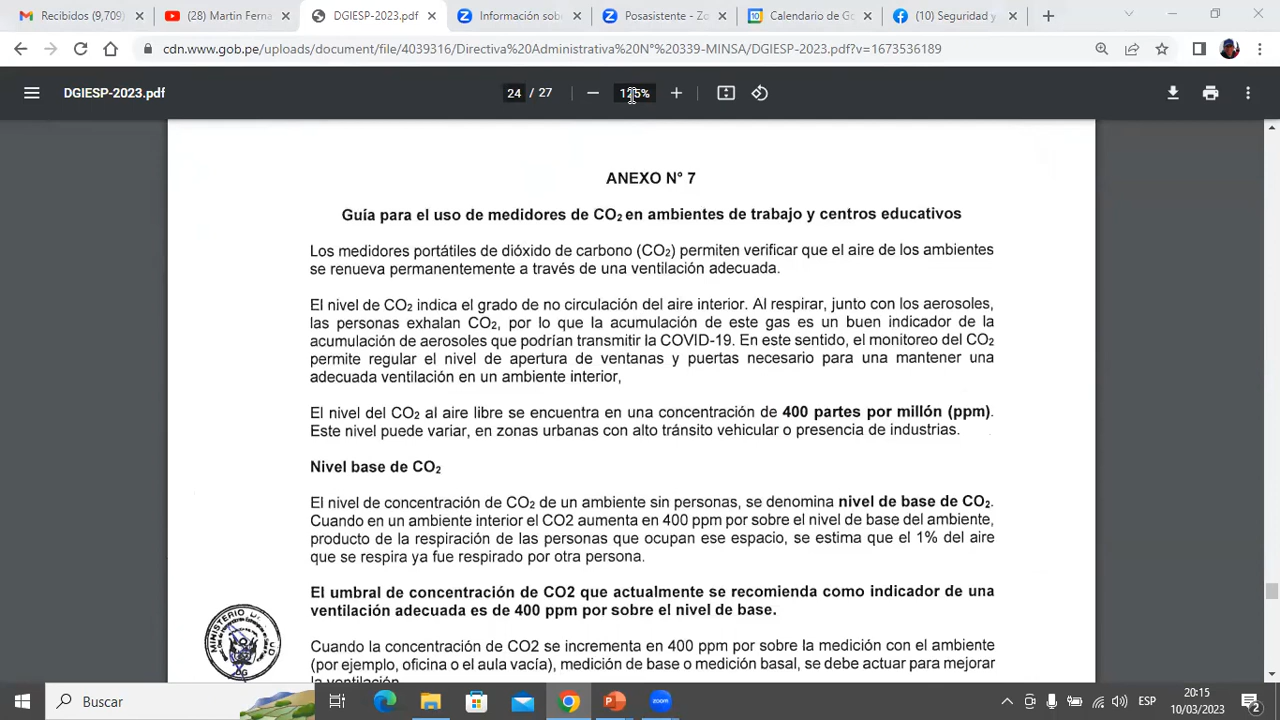 Recibidos (9,709)
(28) Martin Ferna
DGIESP-2023.pdf
Información sob
Posasistente - Zo
Calendario de Go
(10) Seguridad y
cdn.www.gob.pe/uploads/document/file/4039316/Directiva%20Administrativa%20N°%20339-MINSA/DGIESP-2023.pdf?v=1673536189
DGIESP-2023.pdf
24 / 27
125%
ANEXO N° 7
Guía para el uso de medidores de CO₂ en ambientes de trabajo y centros educativos
Los medidores portátiles de dióxido de carbono (CO₂) permiten verificar que el aire de los ambientes
se renueva permanentemente a través de una ventilación adecuada.
El nivel de CO₂ indica el grado de no circulación del aire interior. Al respirar, junto con los aerosoles,
las personas exhalan CO₂, por lo que la acumulación de este gas es un buen indicador de la
acumulación de aerosoles que podrían transmitir la COVID-19. En este sentido, el monitoreo del CO₂
permite regular el nivel de apertura de ventanas y puertas necesario para una mantener una
adecuada ventilación en un ambiente interior,
El nivel del CO₂ al aire libre se encuentra en una concentración de 400 partes por millón (ppm).
Este nivel puede variar, en zonas urbanas con alto tránsito vehicular o presencia de industrias.
Nivel base de CO₂
El nivel de concentración de CO₂ de un ambiente sin personas, se denomina nivel de base de CO₂.
Cuando en un ambiente interior el CO2 aumenta en 400 ppm por sobre el nivel de base del ambiente,
producto de la respiración de las personas que ocupan ese espacio, se estima que el 1% del aire
que se respira ya fue respirado por otra persona.
El umbral de concentración de CO2 que actualmente se recomienda como indicador de una
ventilación adecuada es de 400 ppm por sobre el nivel de base.
Cuando la concentración de CO2 se incrementa en 400 ppm por sobre la medición con el ambiente
(por ejemplo, oficina o el aula vacía), medición de base o medición basal, se debe actuar para mejorar
la ventilación
MINISTERIO
Buscar
zoom
ESP
20:15
10/03/2023
2